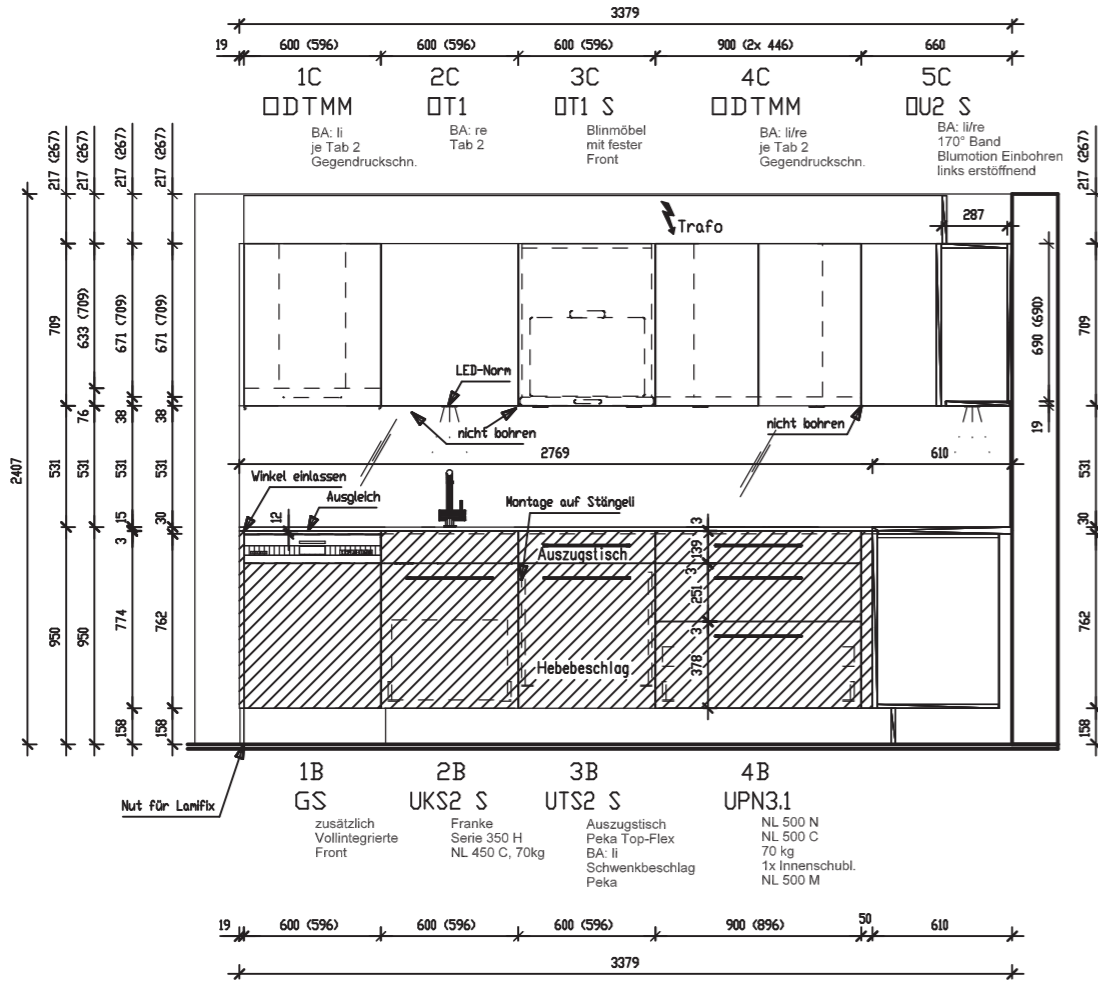 3379
19
600 (596)
600 (596)
600 (596)
900 (2x 446)
660
1C
□DTMM
BA: li
je Tab 2
Gegendruckschn.
2C
□T1
BA: re
Tab 2
3C
□T1 S
Blinmöbel
mit fester
Front
4C
□DTMM
BA: li/re
je Tab 2
Gegendruckschn.
5C
□U2 S
BA: li/re
170° Band
Blumotion Einbohren
links erstöffnend
217 (267)
217 (267)
217 (267)
217 (267)
217 (267)
Trafo
287
709
633 (709)
671 (709)
671 (709)
690 (690)
709
LED-Norm
76
38
38
19
nicht bohren
nicht bohren
2407
531
531
531
531
2769
610
531
Winkel einlassen
Ausgleich
12
Montage auf Stängeli
3
15
3
30
30
139
Auszugstisch
3
251
3
378
Hebebeschlag
950
950
774
762
762
158
158
158
Nut für Lamifix
1B
GS
zusätzlich
Vollintegrierte
Front
2B
UKS2 S
Franke
Serie 350 H
NL 450 C, 70kg
3B
UTS2 S
Auszugstisch
Peka Top-Flex
BA: li
Schwenkbeschlag
Peka
4B
UPN3.1
NL 500 N
NL 500 C
70 kg
1x Innenschubl.
NL 500 M
19
600 (596)
600 (596)
600 (596)
900 (896)
50
610
3379